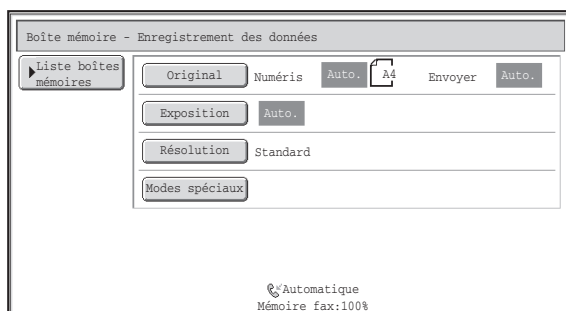 Boîte mémoire - Enregistrement des données
Liste boîtes
mémoires
Original Numéris Auto. A4 Envoyer Auto.
Exposition Auto.
Résolution Standard
Modes spéciaux
Automatique
Mémoire fax:100%